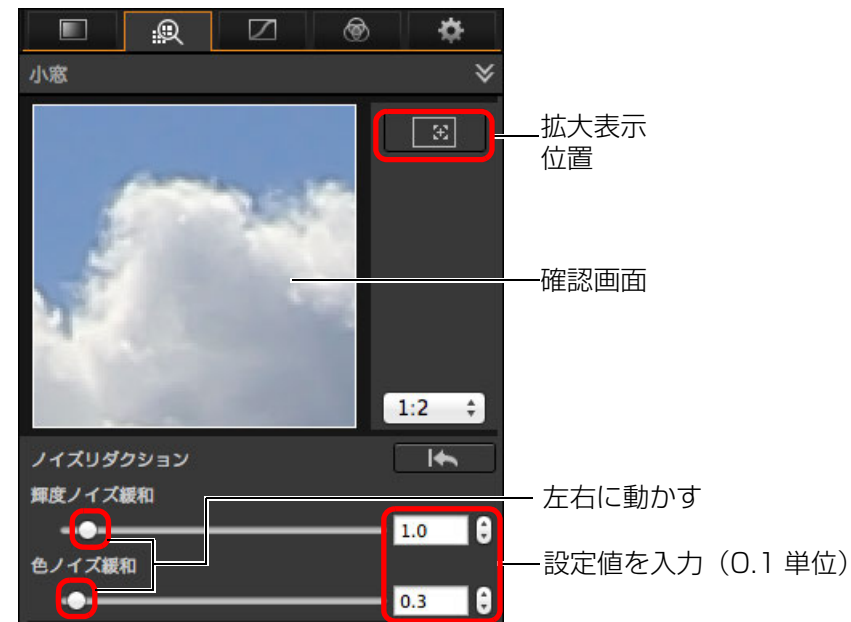 小窓
拡大表示
位置
確認画面
1:2
ノイズリダクション
輝度ノイズ緩和
左右に動かす
1.0
設定値を入力（0.1 単位）
色ノイズ緩和
0.3